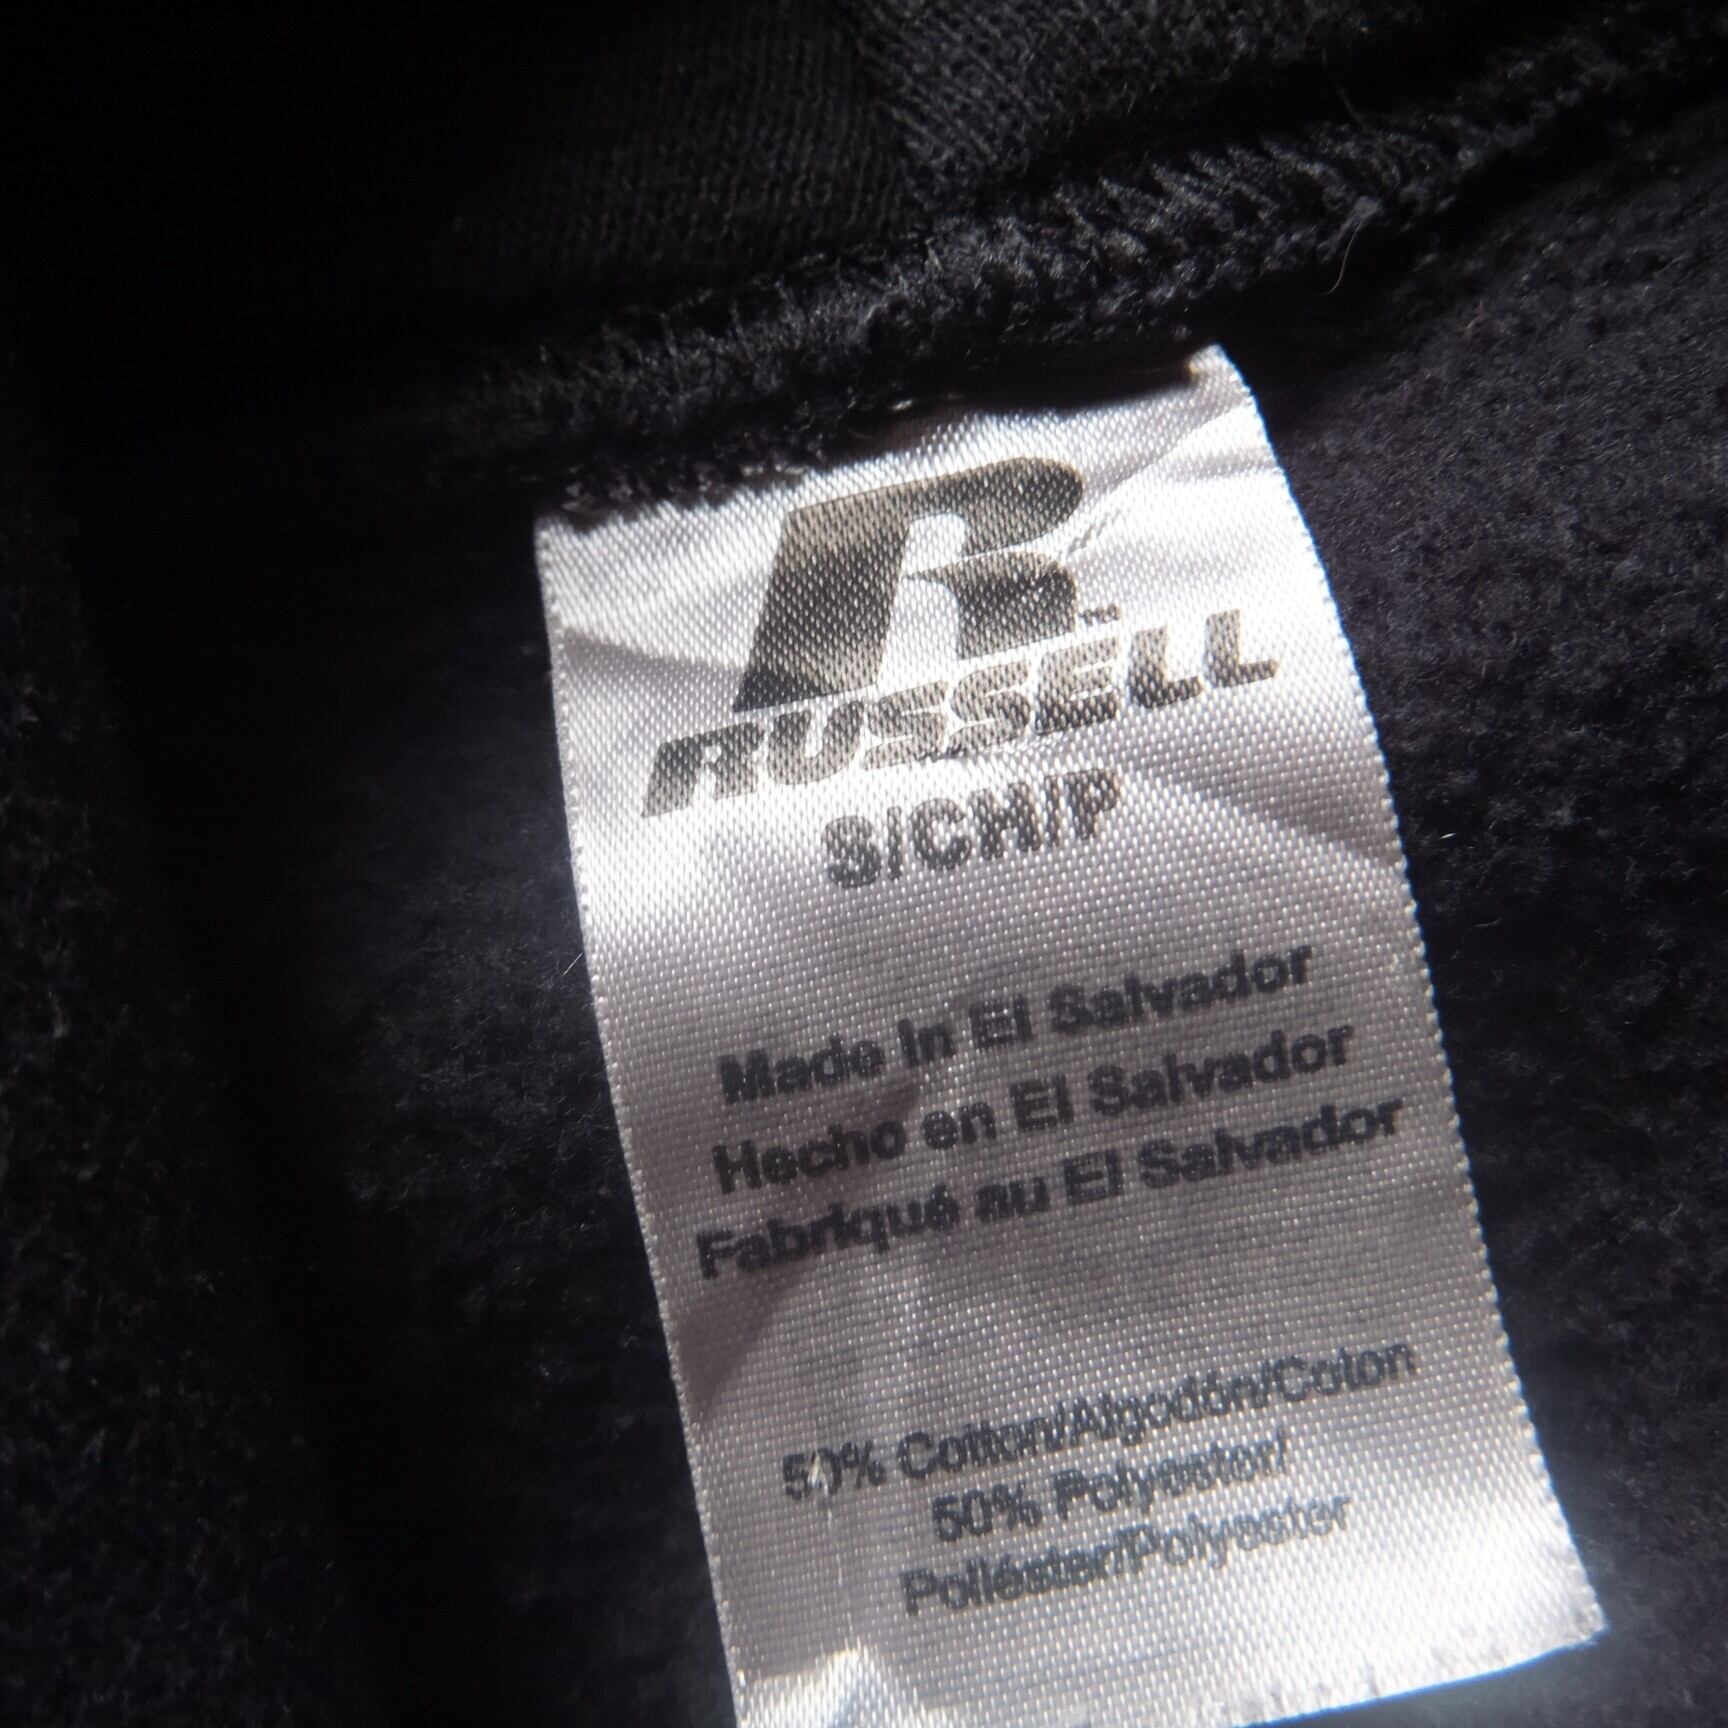 R
RUSSELL™
S/CH/P
Made in El Salvador
Hecho en El Salvador
Fabriqué au El Salvador
50% Cotton/Algodón/Coton
50% Polyester/
Poliéster/Polyester